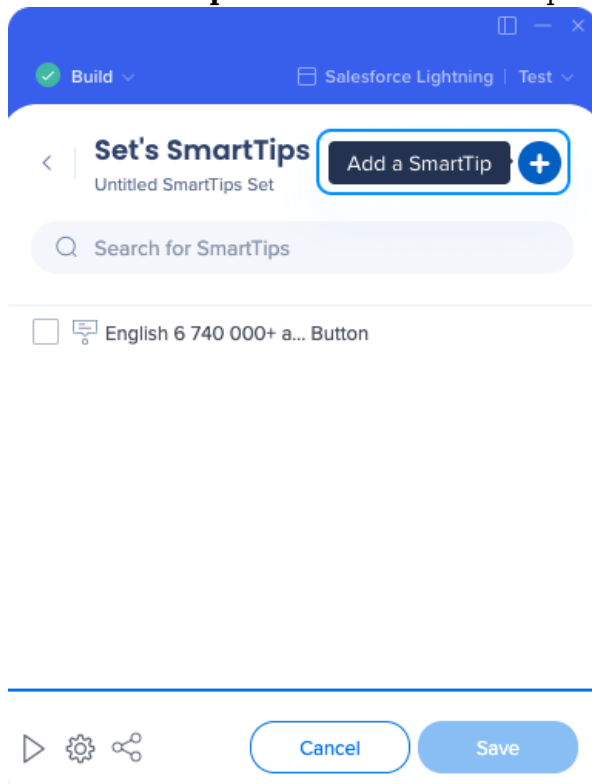 Build
Salesforce Lightning | Test
Set's SmartTips
Add a SmartTip
Untitled SmartTips Set
Search for SmartTips
English 6 740 000+ a... Button
Cancel
Save